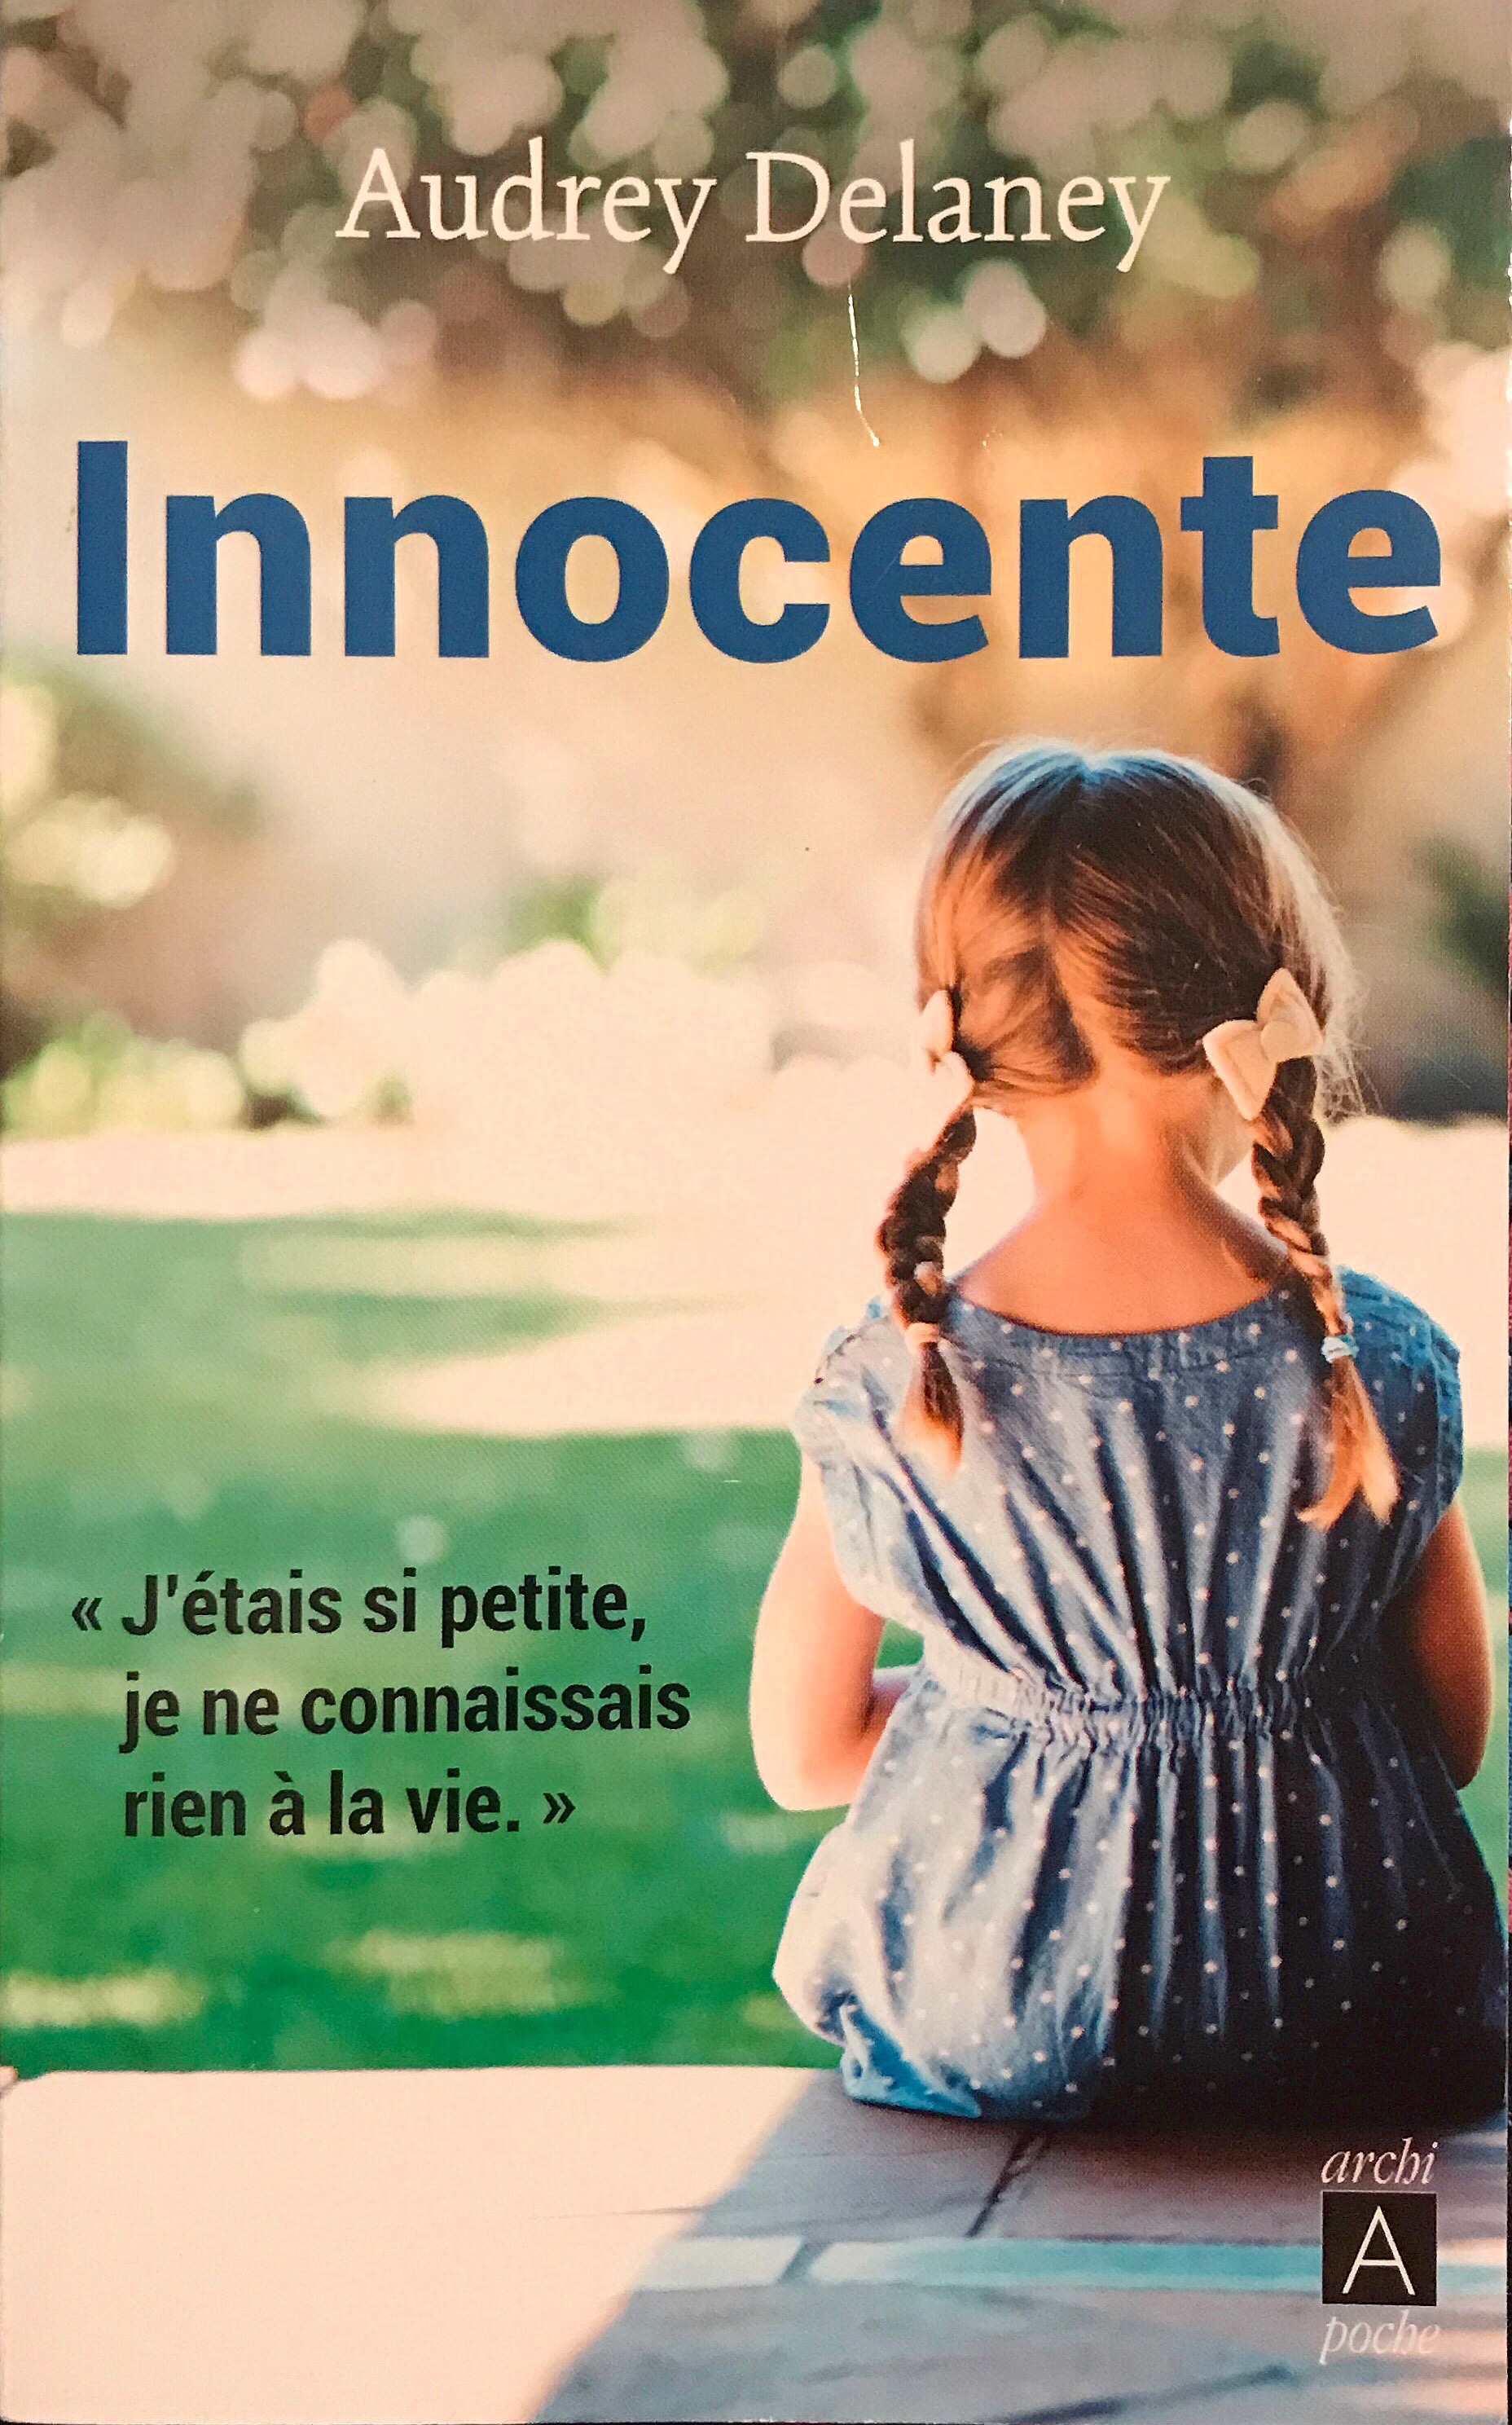 Audrey Delaney
Innocente
« J'étais si petite,
je ne connaissais
rien à la vie. »
archi
A
poche